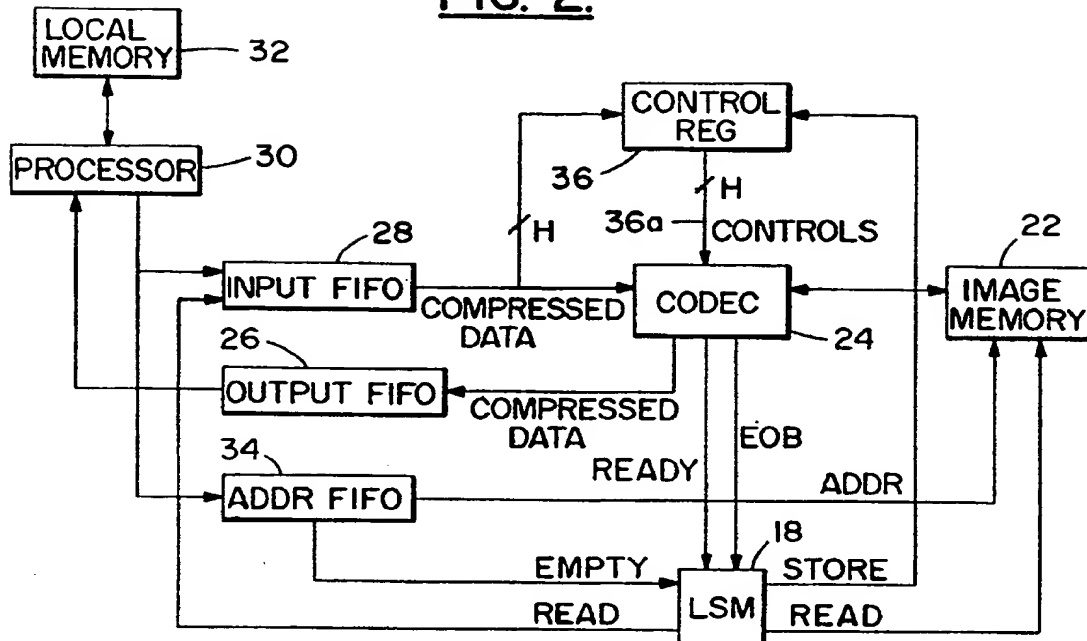 FIG. 2.
LOCAL
MEMORY
32
PROCESSOR
30
CONTROL
REG
36
H
H
36a
CONTROLS
28
INPUT FIFO
COMPRESSED
DATA
CODEC
24
22
IMAGE
MEMORY
26
OUTPUT FIFO
COMPRESSED
DATA
EOB
READY
34
ADDR FIFO
ADDR
18
EMPTY
STORE
LSM
READ
READ